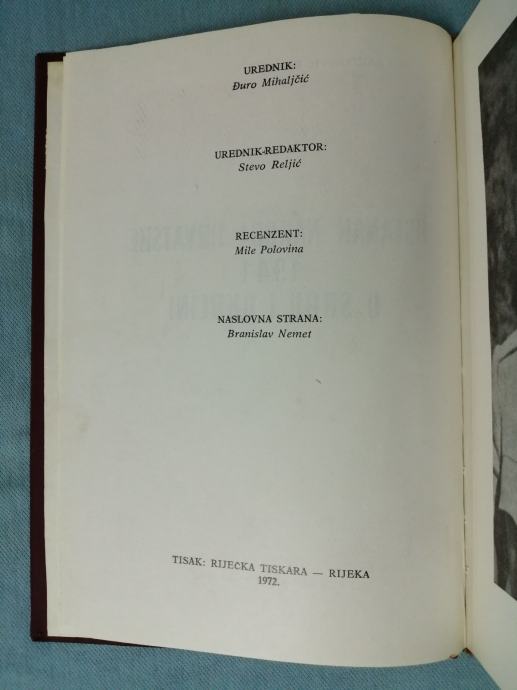 UREDNIK:
Đuro Mihaljčić
UREDNIK-REDAKTOR:
Stevo Reljić
RECENZENT:
Mile Polovina
NASLOVNA STRANA:
Branislav Nemet
TISAK: RIJEČKA TISKARA — RIJEKA
1972.